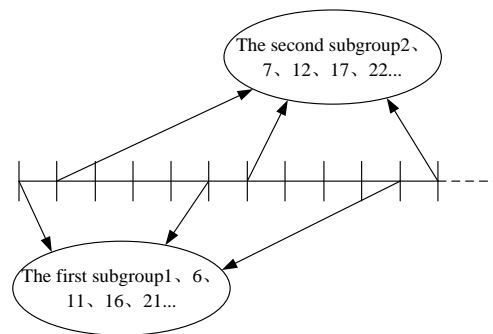 The second subgroup2、
7、12、17、22...
The first subgroup1、6、
11、16、21...